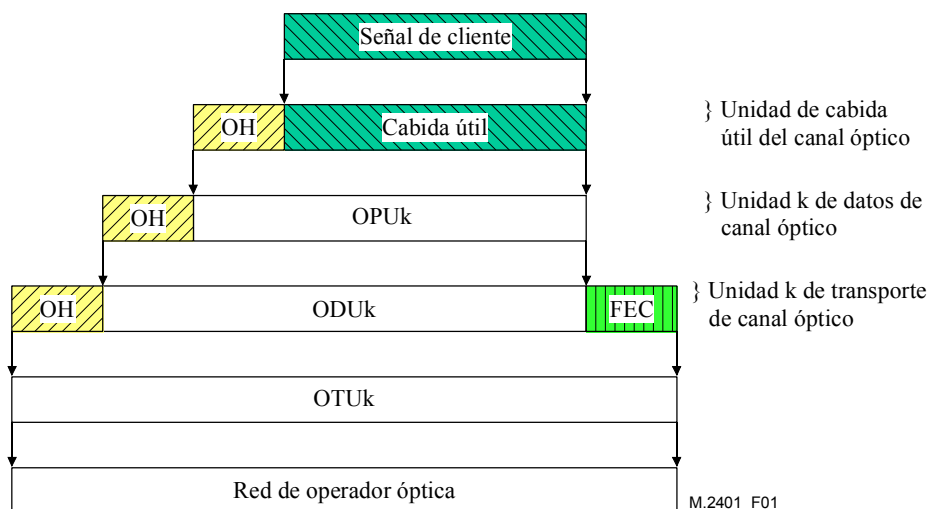 Señal de cliente
OH
Cabida útil
} Unidad de cabida
útil del canal óptico
OH
OPUk
} Unidad k de datos de
canal óptico
OH
ODUk
FEC
} Unidad k de transporte
de canal óptico
OTUk
Red de operador óptica
M.2401_F01